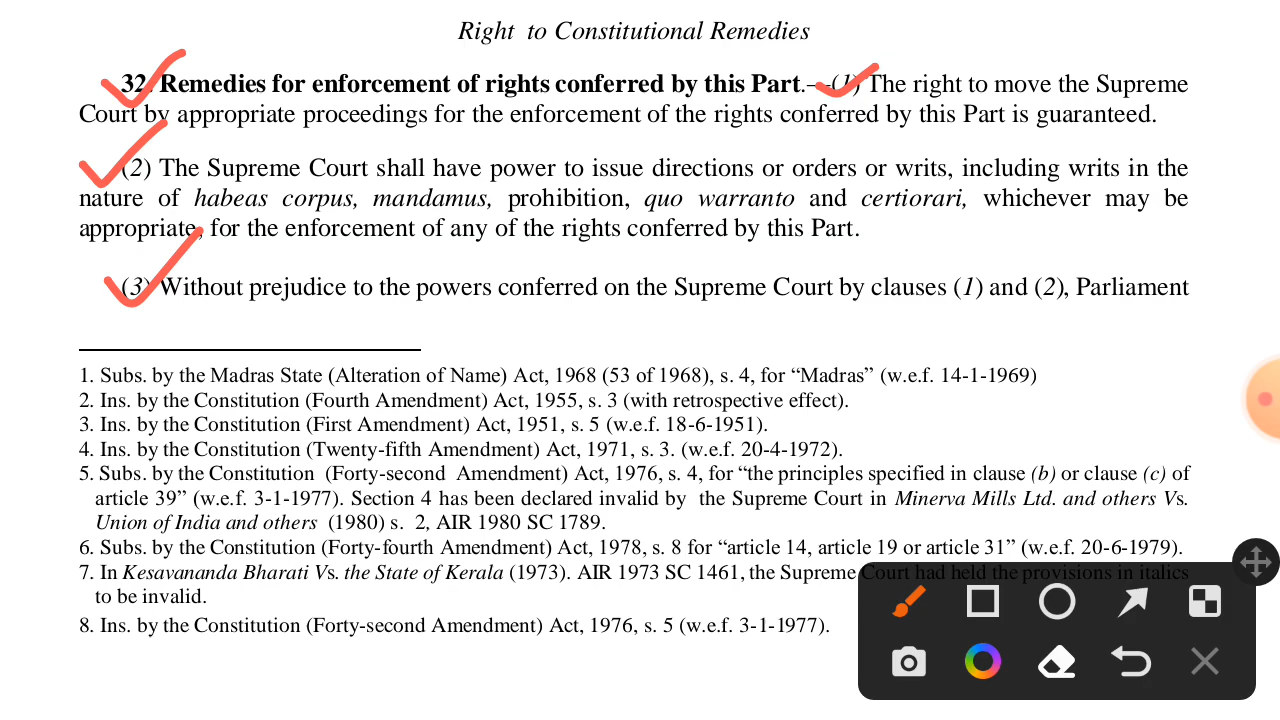 Right to Constitutional Remedies
32. Remedies for enforcement of rights conferred by this Part.—(1) The right to move the Supreme
Court by appropriate proceedings for the enforcement of the rights conferred by this Part is guaranteed.
(2) The Supreme Court shall have power to issue directions or orders or writs, including writs in the
nature of habeas corpus, mandamus, prohibition, quo warranto and certiorari, whichever may be
appropriate, for the enforcement of any of the rights conferred by this Part.
(3) Without prejudice to the powers conferred on the Supreme Court by clauses (1) and (2), Parliament
1. Subs. by the Madras State (Alteration of Name) Act, 1968 (53 of 1968), s. 4, for “Madras” (w.e.f. 14-1-1969)
2. Ins. by the Constitution (Fourth Amendment) Act, 1955, s. 3 (with retrospective effect).
3. Ins. by the Constitution (First Amendment) Act, 1951, s. 5 (w.e.f. 18-6-1951).
4. Ins. by the Constitution (Twenty-fifth Amendment) Act, 1971, s. 3. (w.e.f. 20-4-1972).
5. Subs. by the Constitution (Forty-second Amendment) Act, 1976, s. 4, for “the principles specified in clause (b) or clause (c) of
article 39” (w.e.f. 3-1-1977). Section 4 has been declared invalid by the Supreme Court in Minerva Mills Ltd. and others Vs.
Union of India and others (1980) s. 2, AIR 1980 SC 1789.
6. Subs. by the Constitution (Forty-fourth Amendment) Act, 1978, s. 8 for “article 14, article 19 or article 31” (w.e.f. 20-6-1979).
7. In Kesavananda Bharati Vs. the State of Kerala (1973). AIR 1973 SC 1461, the Supreme Court had held the provisions in italics
to be invalid.
8. Ins. by the Constitution (Forty-second Amendment) Act, 1976, s. 5 (w.e.f. 3-1-1977).